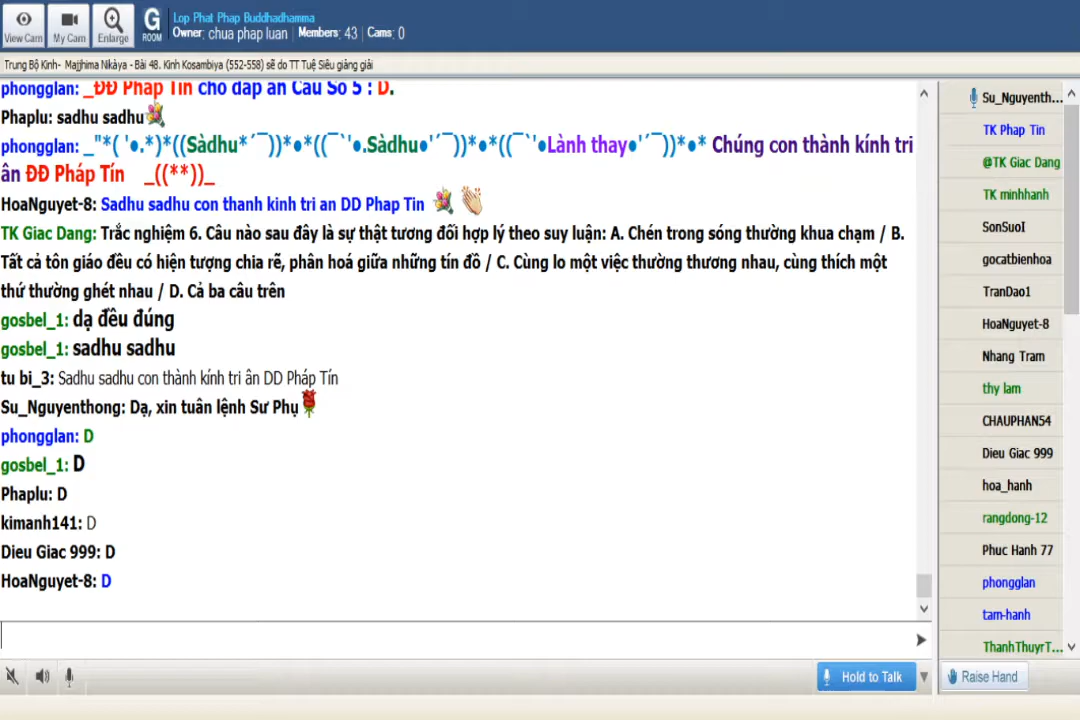 View Cam
My Cam
Enlarge
G
ROOM
Lop Phat Phap Buddhadhamma
Owner: chua phap luan | Members: 43 | Cams: 0
Trung Bộ Kinh- Majjhima Nikàya - Bài 48. Kinh Kosambiya (552-558) sẽ do TT Tuệ Siêu giảng giải
phongglan: _ĐĐ Pháp Tín cho đáp án Câu Số 5 : D.
Phaplu: sadhu sadhu
phongglan: _"*( '●.*)*((Sàdhu*´¯))*●*((¯`'●.Sàdhu●'´¯))*●*((¯`'●Lành thay●'´¯))*●* Chúng con thành kính tri
ân ĐĐ Pháp Tín _((**))_
HoaNguyet-8: Sadhu sadhu con thanh kinh tri an DD Phap Tin
TK Giac Dang: Trắc nghiệm 6. Câu nào sau đây là sự thật tương đối hợp lý theo suy luận: A. Chén trong sóng thường khua chạm / B.
Tất cả tôn giáo đều có hiện tượng chia rẽ, phân hoá giữa những tín đồ / C. Cùng lo một việc thường thương nhau, cùng thích một
thứ thường ghét nhau / D. Cả ba câu trên
gosbel_1: dạ đều đúng
gosbel_1: sadhu sadhu
tu bi_3: Sadhu sadhu con thành kính tri ân DD Pháp Tín
Su_Nguyenthong: Dạ, xin tuân lệnh Sư Phụ
phongglan: D
gosbel_1: D
Phaplu: D
kimanh141: D
Dieu Giac 999: D
HoaNguyet-8: D
Su_Nguyenth...
TK Phap Tin
@TK Giac Dang
TK minhhanh
SonSuoI
gocatbienhoa
TranDao1
HoaNguyet-8
Nhang Tram
thy lam
CHAUPHAN54
Dieu Giac 999
hoa_hanh
rangdong-12
Phuc Hanh 77
phongglan
tam-hanh
ThanhThuyrT...
Hold to Talk
Raise Hand